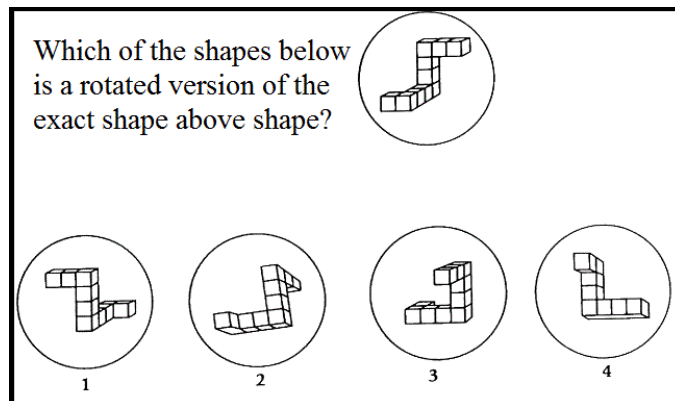 Which of the shapes below
is a rotated version of the
exact shape above shape?
1
2
3
4